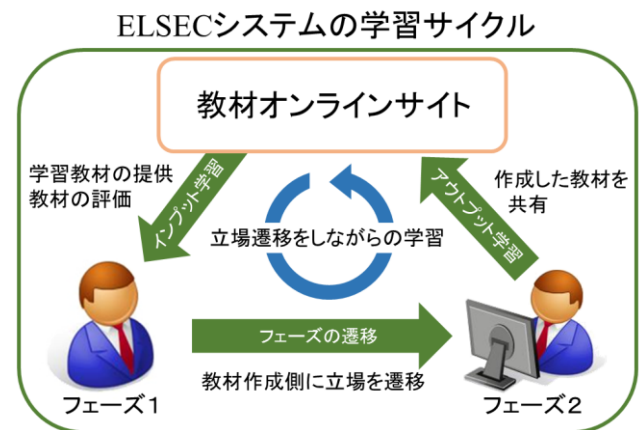 ELSECシステムの学習サイクル
教材オンラインサイト
学習教材の提供
教材の評価
インプット学習
アウトプット学習
作成した教材を
共有
立場遷移をしながらの学習
フェーズの遷移
教材作成側に立場を遷移
フェーズ1
フェーズ2